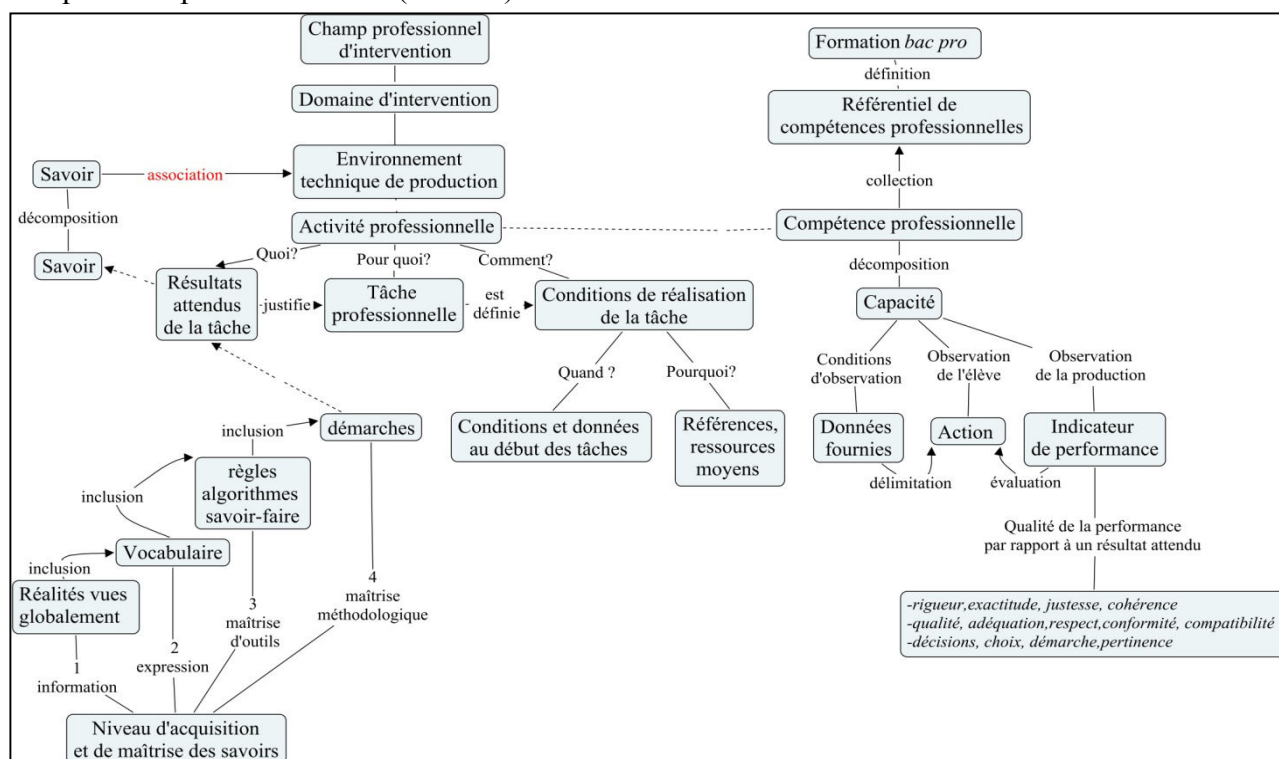 Champ professionnel
d'intervention
Formation bac pro
définition
Domaine d'intervention
Référentiel de
compétences professionnelles
Environnement
technique de production
Savoir
association
collection
décomposition
Activité professionnelle
Compétence professionnelle
Savoir
Quoi?
Pour quoi?
Comment?
décomposition
Résultats
attendus
de la tâche
justifie
Tâche
professionnelle
est
définie
Conditions de réalisation
de la tâche
Capacité
Conditions
d'observation
Observation
de l'élève
Observation
de la production
Quand ?
Pourquoi?
démarches
inclusion
Conditions et données
au début des tâches
Références,
ressources
moyens
Données
fournies
Action
Indicateur
de performance
délimitation
évaluation
règles
algorithmes
savoir-faire
inclusion
Qualité de la performance
par rapport à un résultat attendu
Vocabulaire
inclusion
Réalités vues
globalement
4
maîtrise
méthodologique
3
maîtrise
d'outils
-rigueur,exactitude, justesse, cohérence
-qualité, adéquation,respect,conformité, compatibilité
-décisions, choix, démarche,pertinence
2
expression
1
information
Niveau d'acquisition
et de maîtrise des savoirs